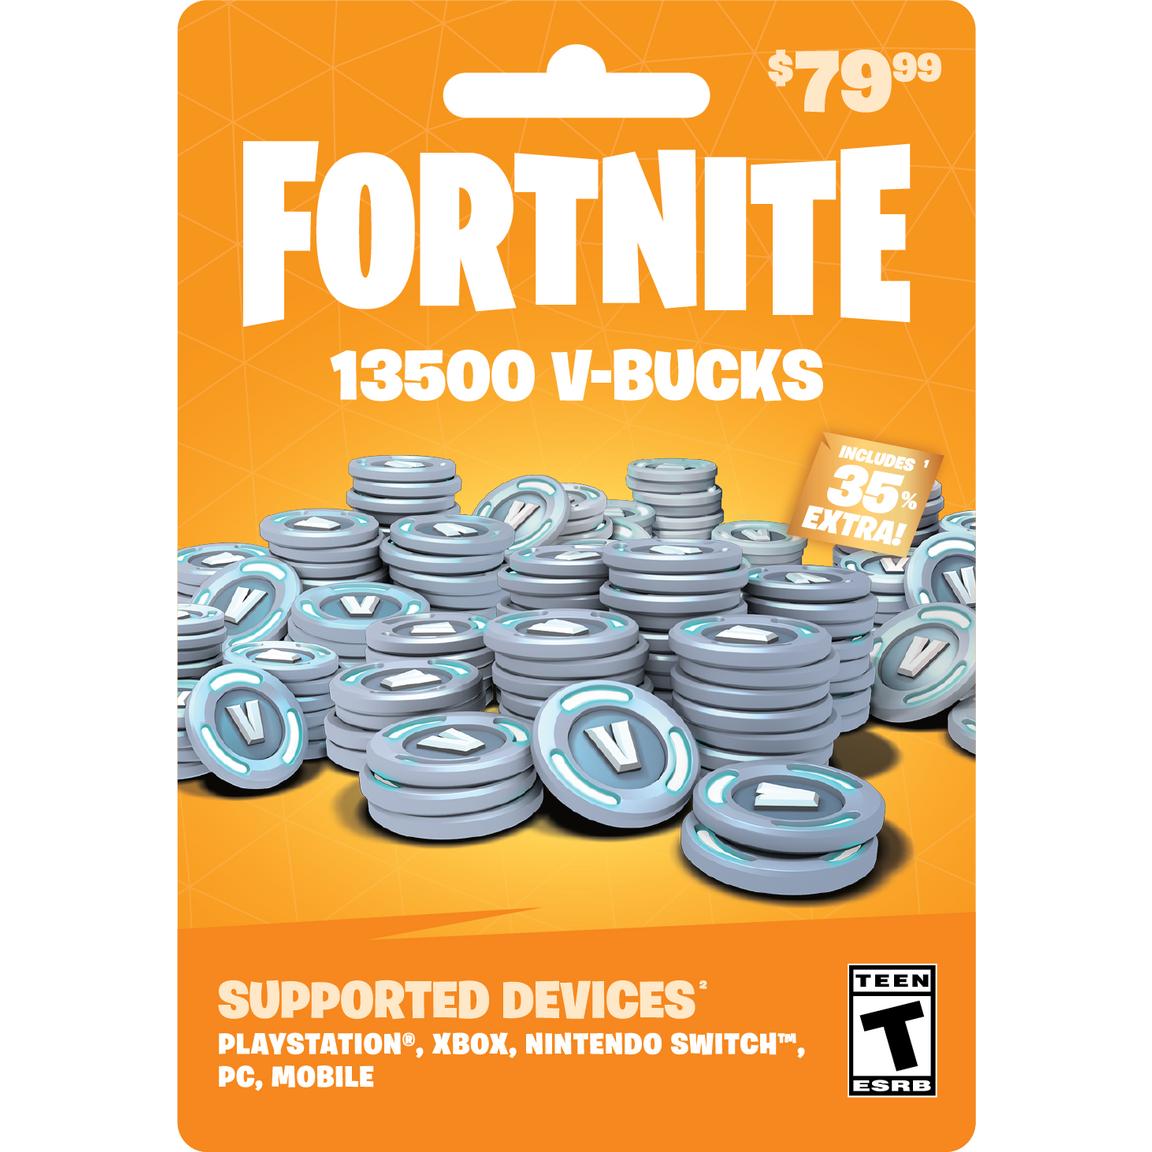 $79.99
FORTNITE
13500 V-BUCKS
INCLUDES ¹
35%
EXTRA!
SUPPORTED DEVICES²
PLAYSTATION®, XBOX, NINTENDO SWITCH™,
PC, MOBILE
TEEN
T
ESRB